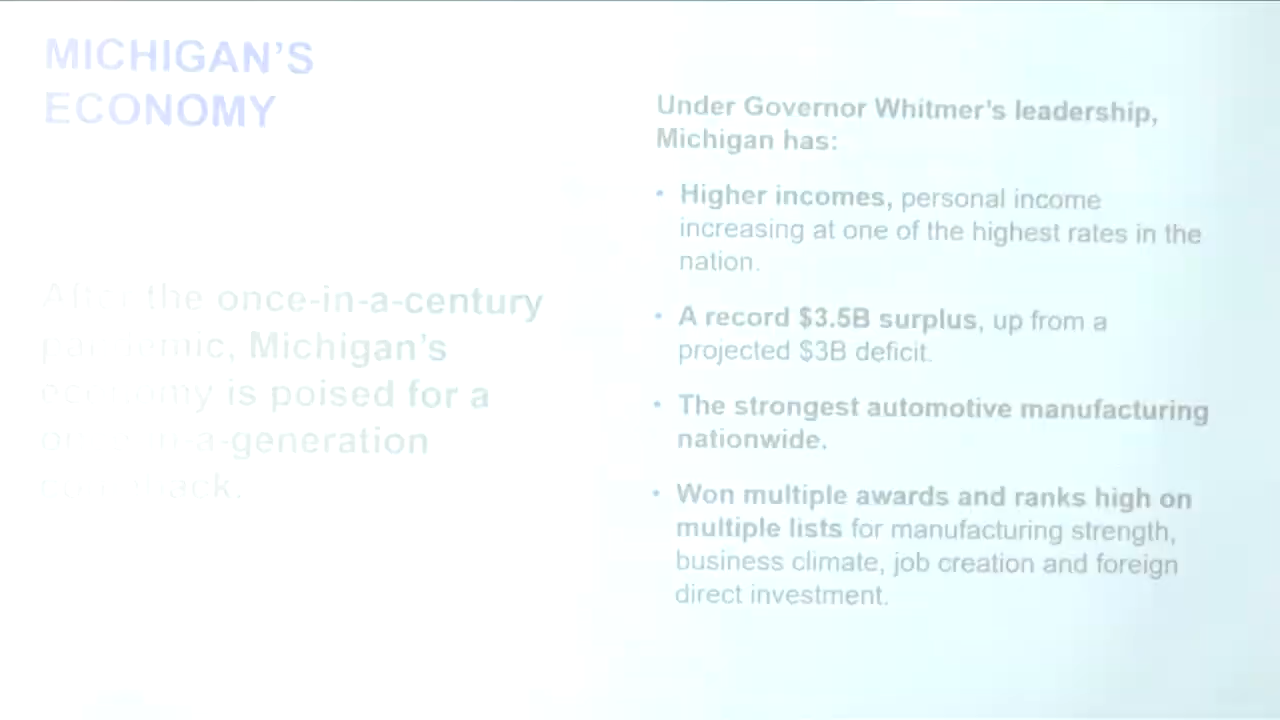 MICHIGAN'S
ECONOMY
After the once-in-a-century
pandemic, Michigan's
economy is poised for a
once-in-a-generation
comeback.
Under Governor Whitmer's leadership,
Michigan has:
• Higher incomes, personal income
increasing at one of the highest rates in the
nation.
• A record $3.5B surplus, up from a
projected $3B deficit.
• The strongest automotive manufacturing
nationwide.
• Won multiple awards and ranks high on
multiple lists for manufacturing strength,
business climate, job creation and foreign
direct investment.